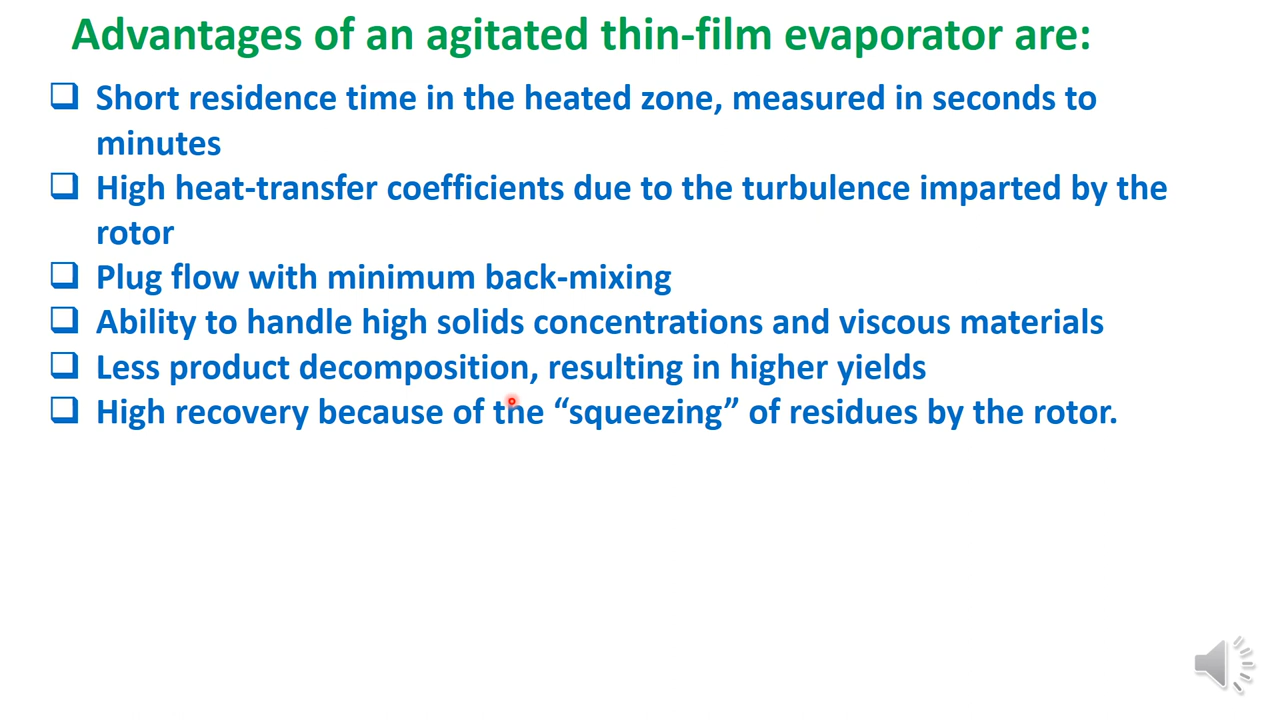 Advantages of an agitated thin-film evaporator are:
Short residence time in the heated zone, measured in seconds to
minutes
High heat-transfer coefficients due to the turbulence imparted by the
rotor
Plug flow with minimum back-mixing
Ability to handle high solids concentrations and viscous materials
Less product decomposition, resulting in higher yields
High recovery because of the “squeezing” of residues by the rotor.